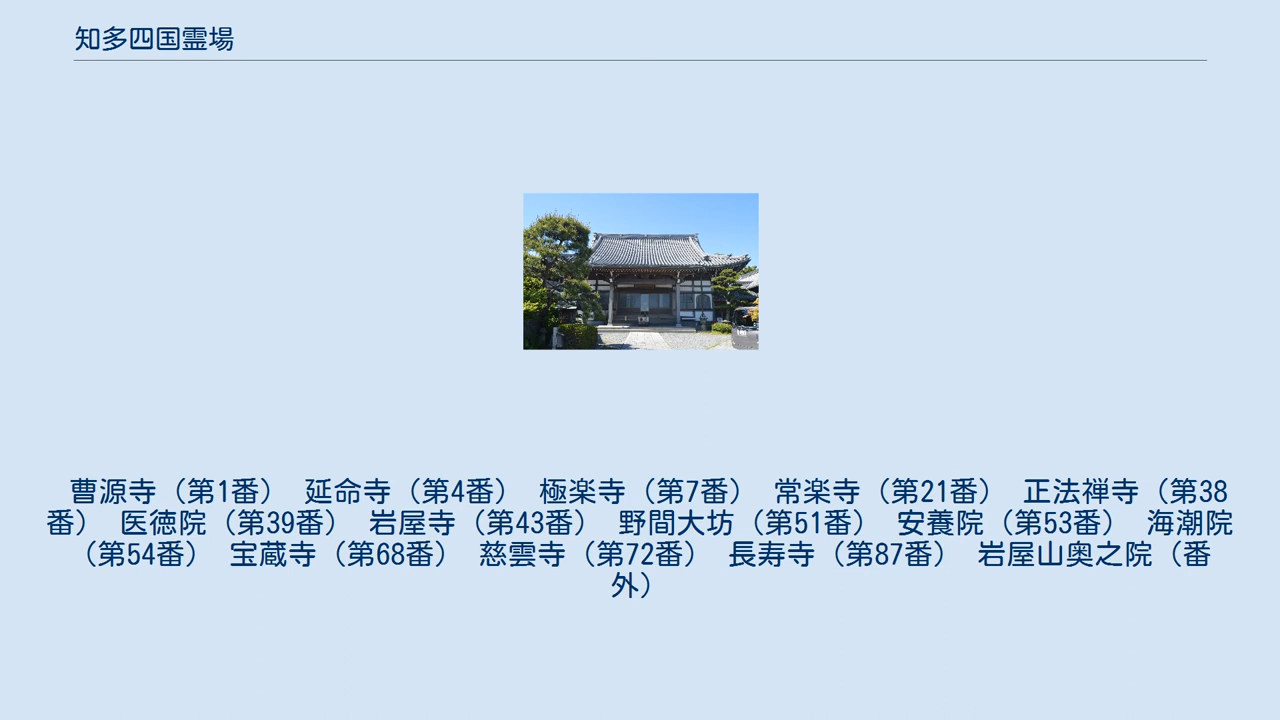 知多四国霊場
曹源寺（第1番）　延命寺（第4番）　極楽寺（第7番）　常楽寺（第21番）　正法禅寺（第38
番）　医徳院（第39番）　岩屋寺（第43番）　野間大坊（第51番）　安養院（第53番）　海潮院
（第54番）　宝蔵寺（第68番）　慈雲寺（第72番）　長寿寺（第87番）　岩屋山奥之院（番
外）